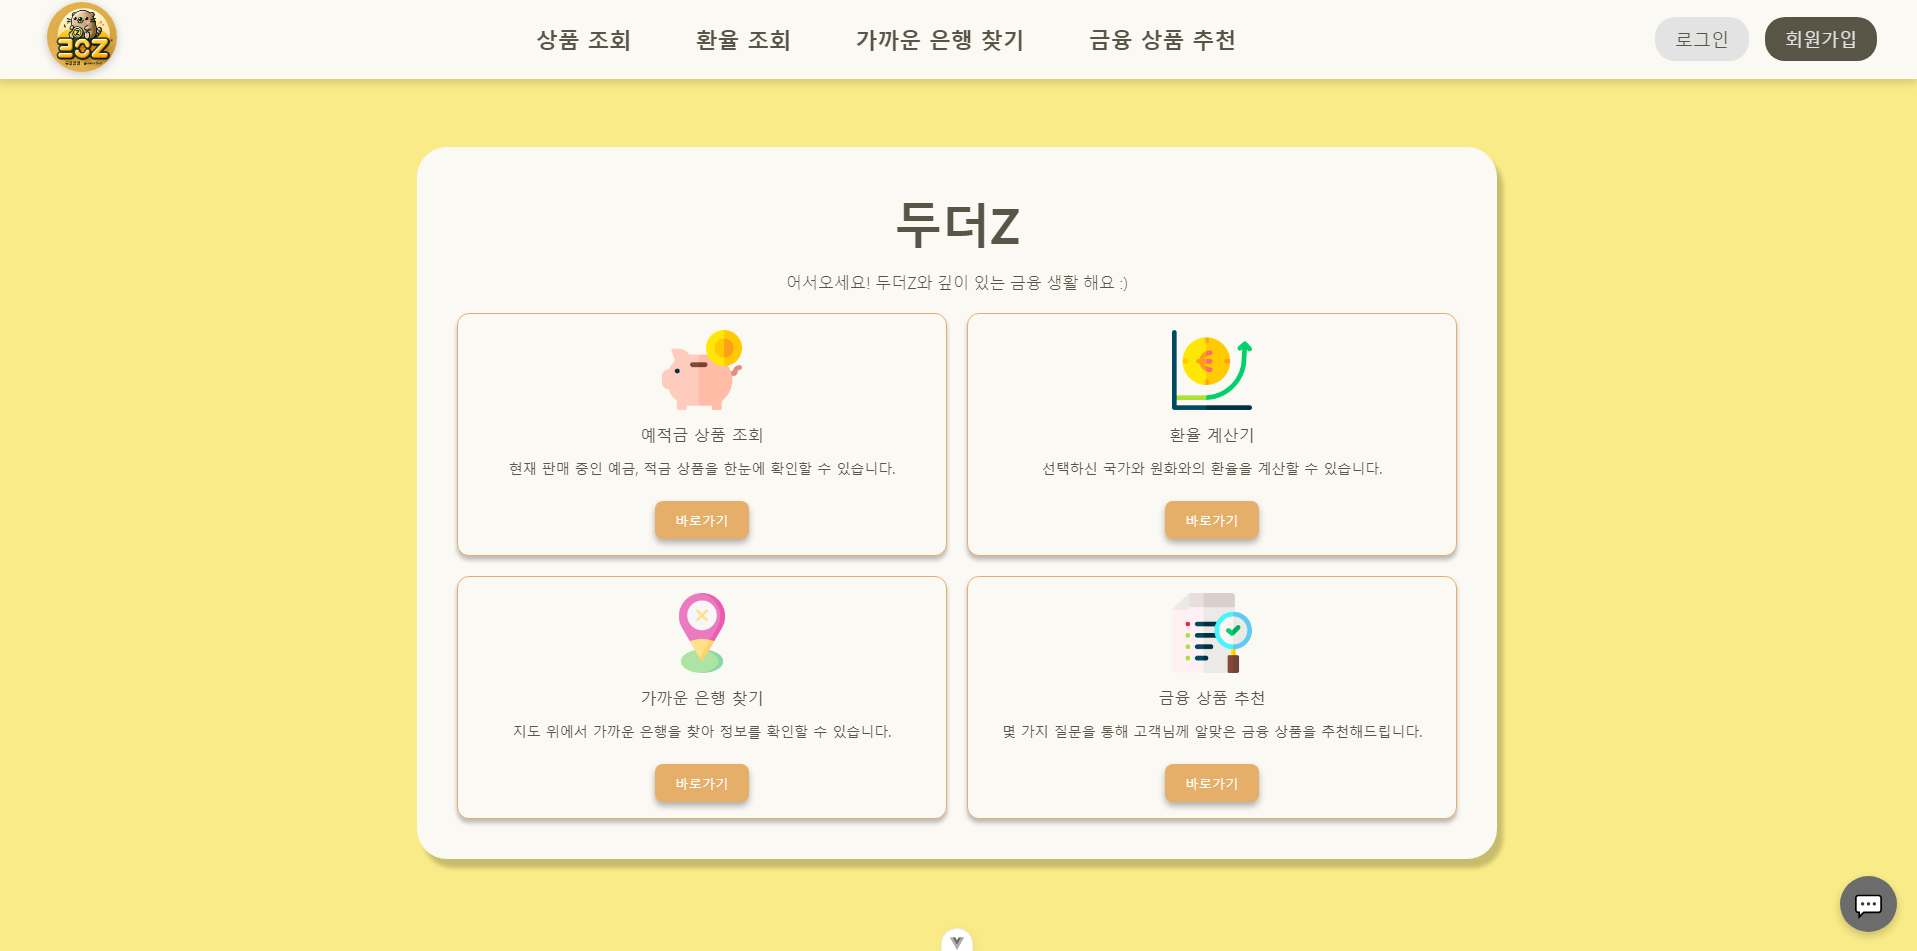 상품 조회
환율 조회
가까운 은행 찾기
금융 상품 추천
로그인
회원가입
두더Z
어서오세요! 두더Z와 깊이 있는 금융 생활 해요 :)
예적금 상품 조회
현재 판매 중인 예금, 적금 상품을 한눈에 확인할 수 있습니다.
바로가기
환율 계산기
선택하신 국가와 원화와의 환율을 계산할 수 있습니다.
바로가기
가까운 은행 찾기
지도 위에서 가까운 은행을 찾아 정보를 확인할 수 있습니다.
바로가기
금융 상품 추천
몇 가지 질문을 통해 고객님께 알맞은 금융 상품을 추천해드립니다.
바로가기